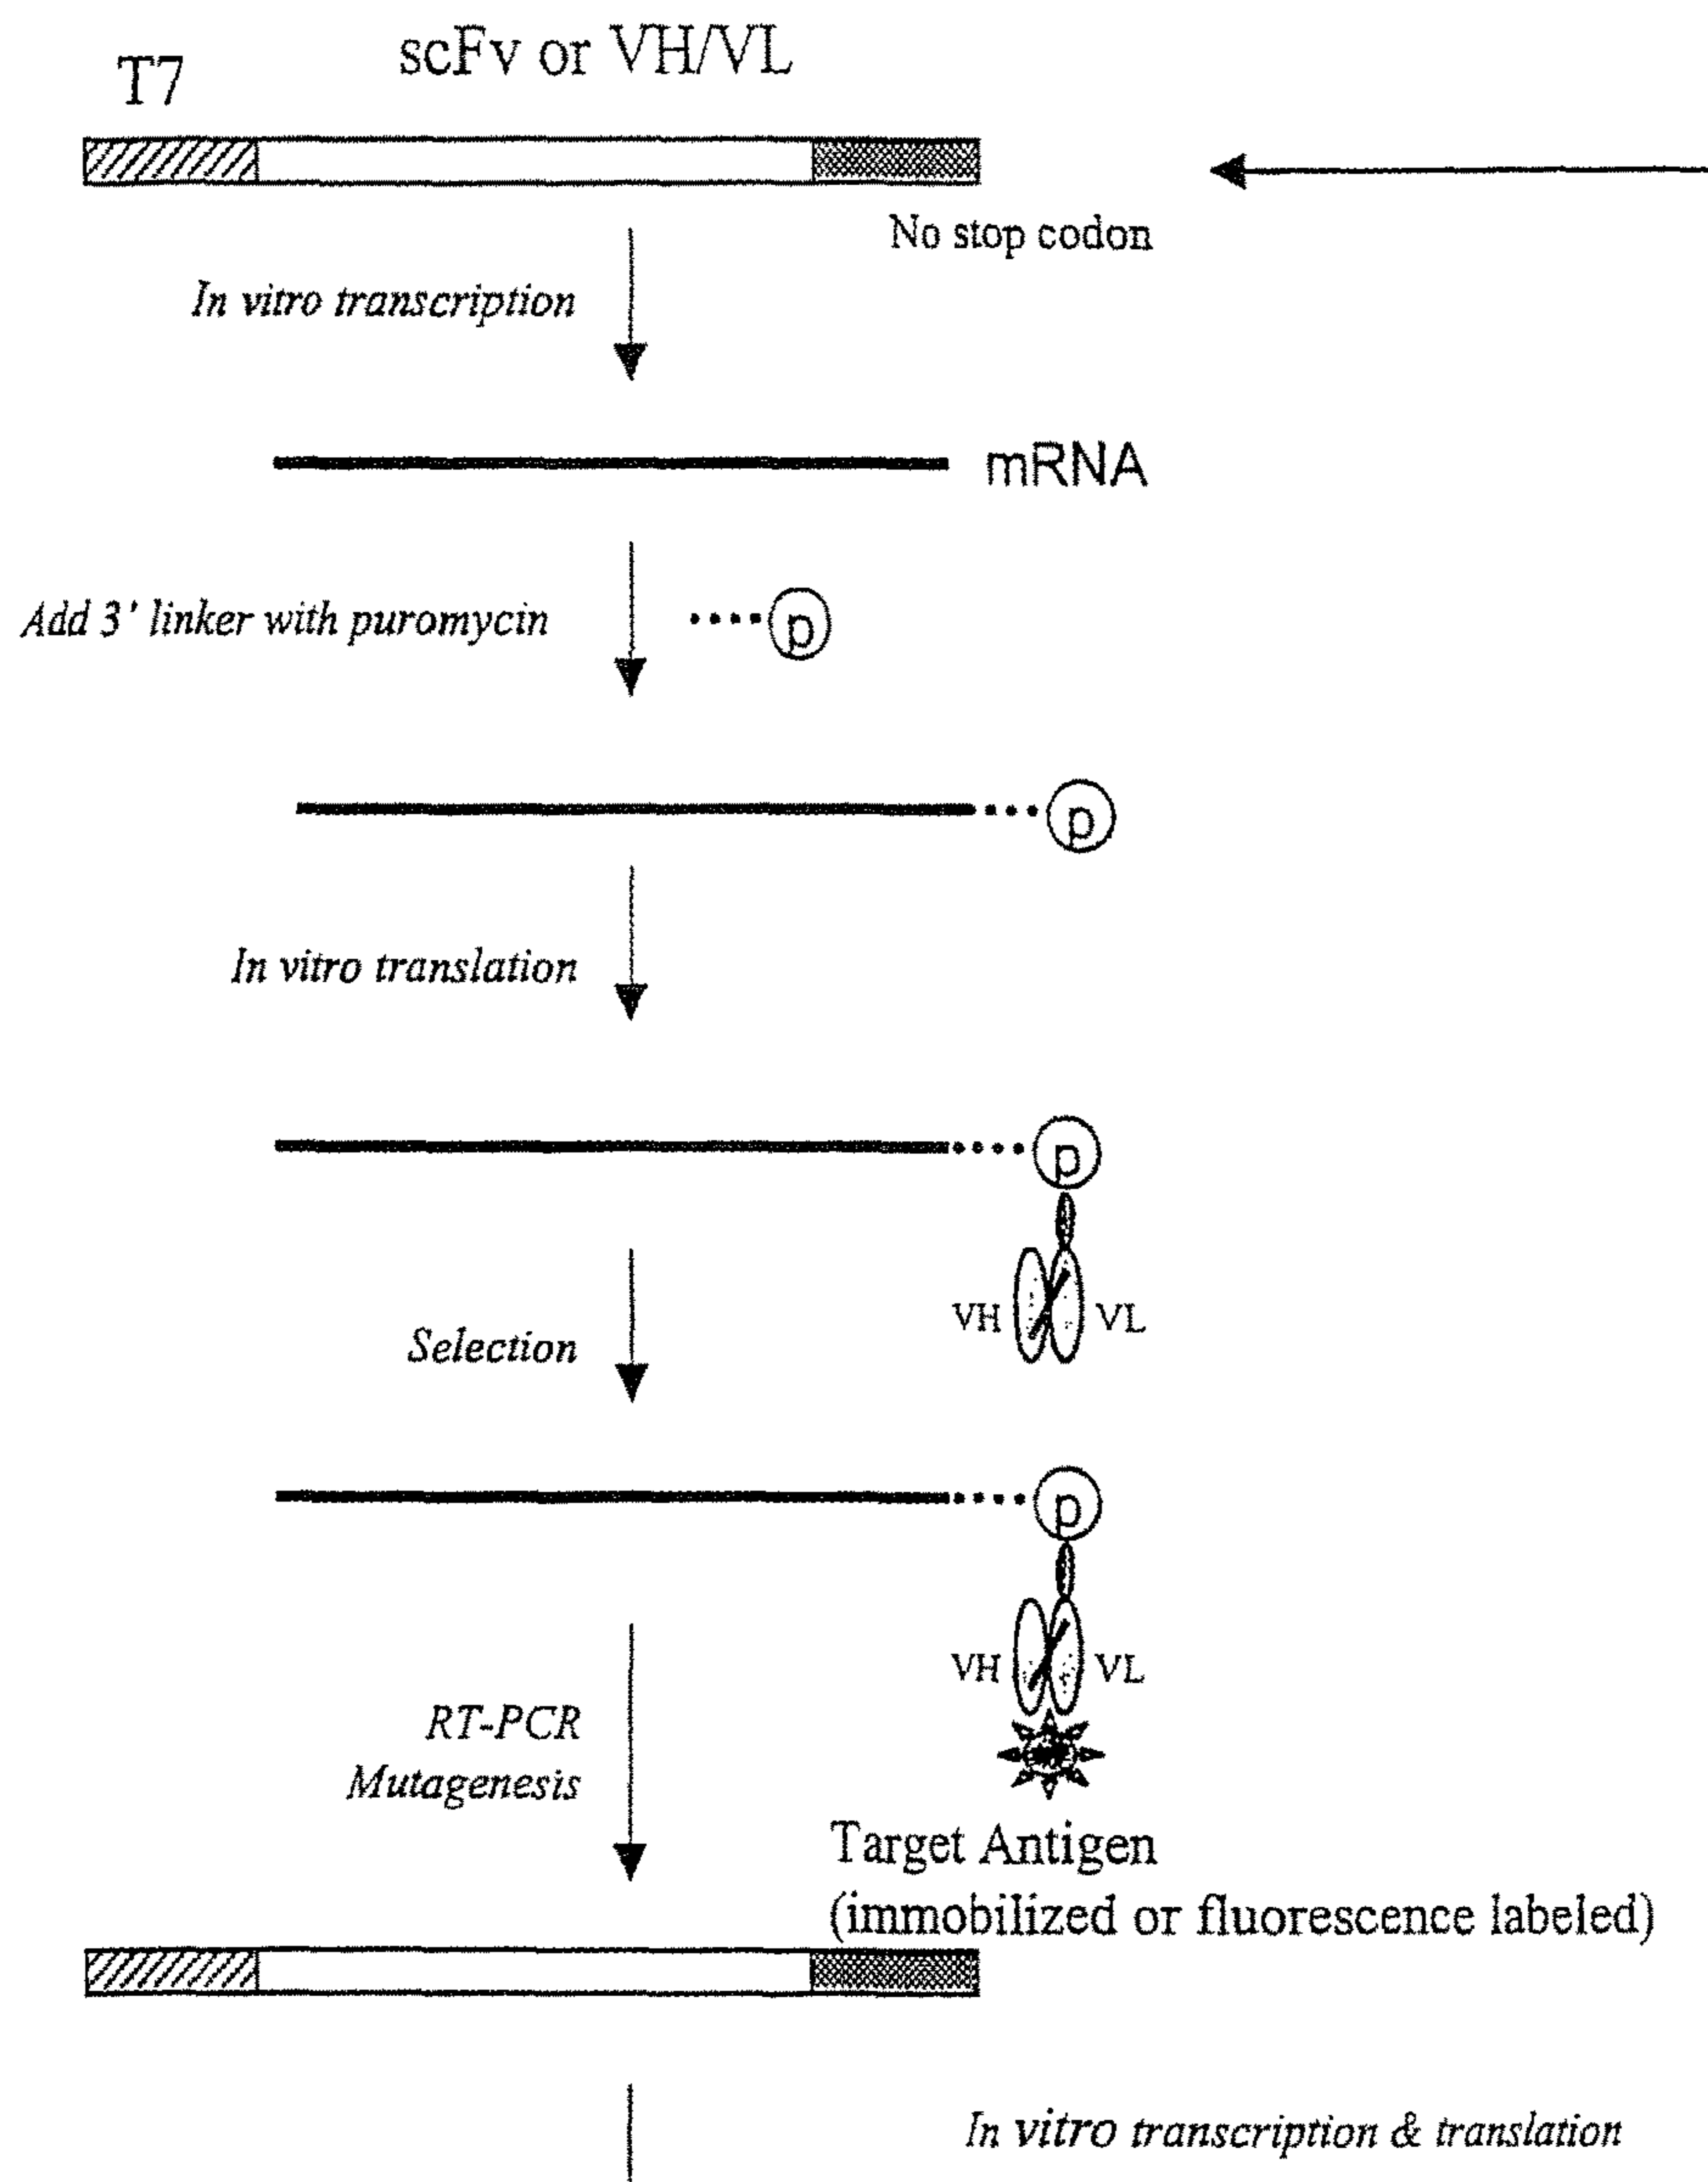 T7
scFv or VH/VL
No stop codon
In vitro transcription
mRNA
Add 3' linker with puromycin
p
p
In vitro translation
p
VH
VL
Selection
p
VH
VL
RT-PCR
Mutagenesis
Target Antigen
(immobilized or fluorescence labeled)
In vitro transcription & translation